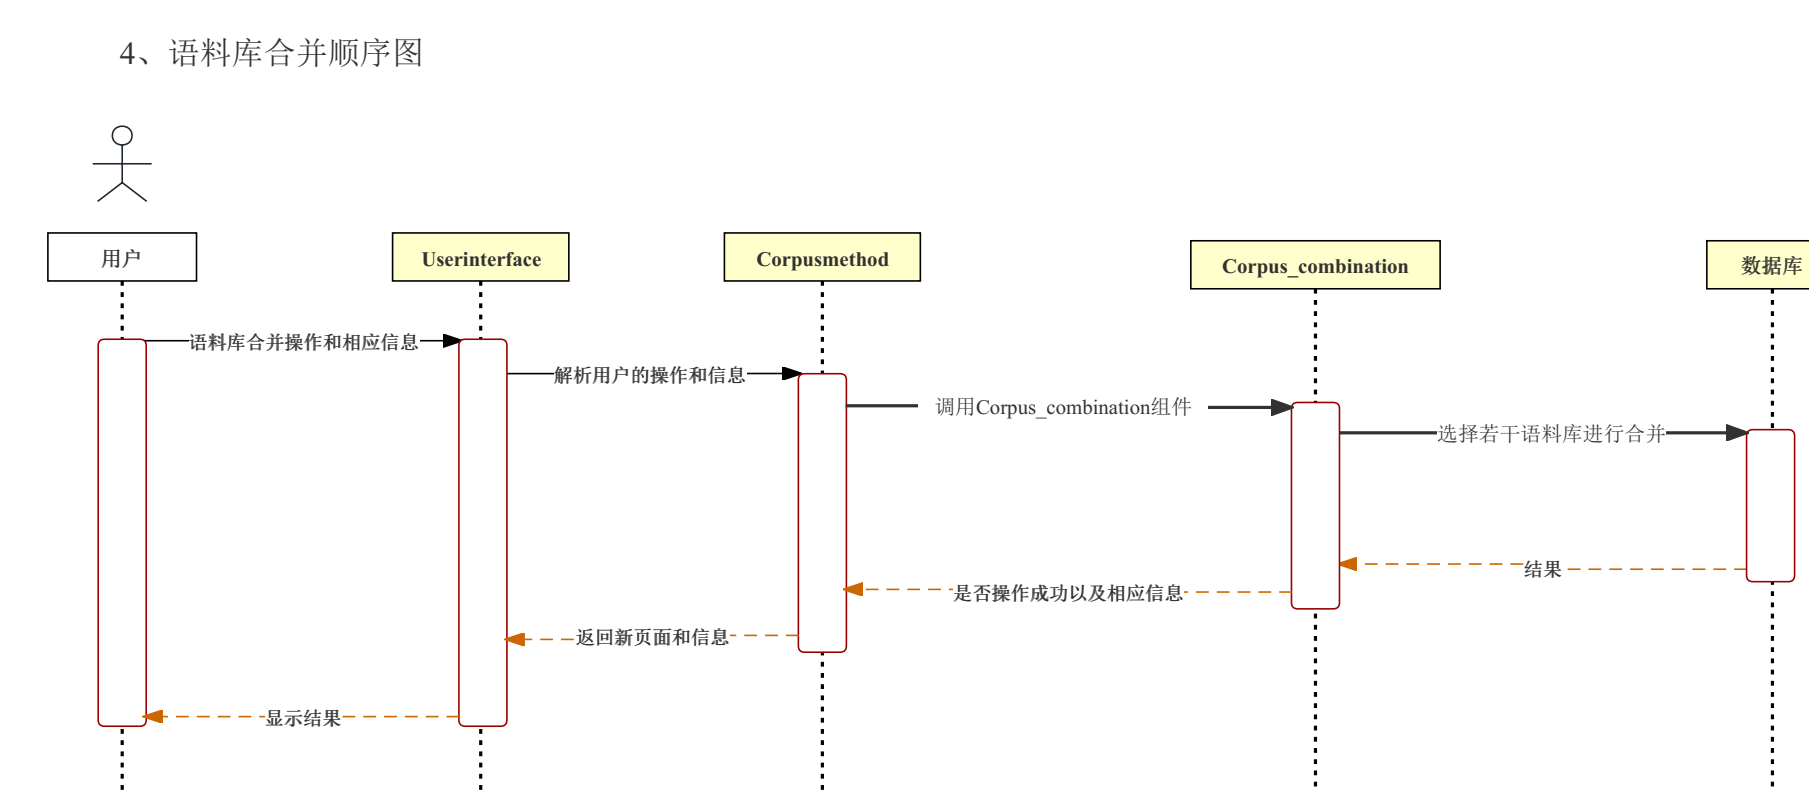 4、语料库合并顺序图
用户
Userinterface
Corpusmethod
Corpus_combination
数据库
语料库合并操作和相应信息
解析用户的操作和信息
调用Corpus_combination组件
选择若干语料库进行合并
结果
是否操作成功以及相应信息
返回新页面和信息
显示结果